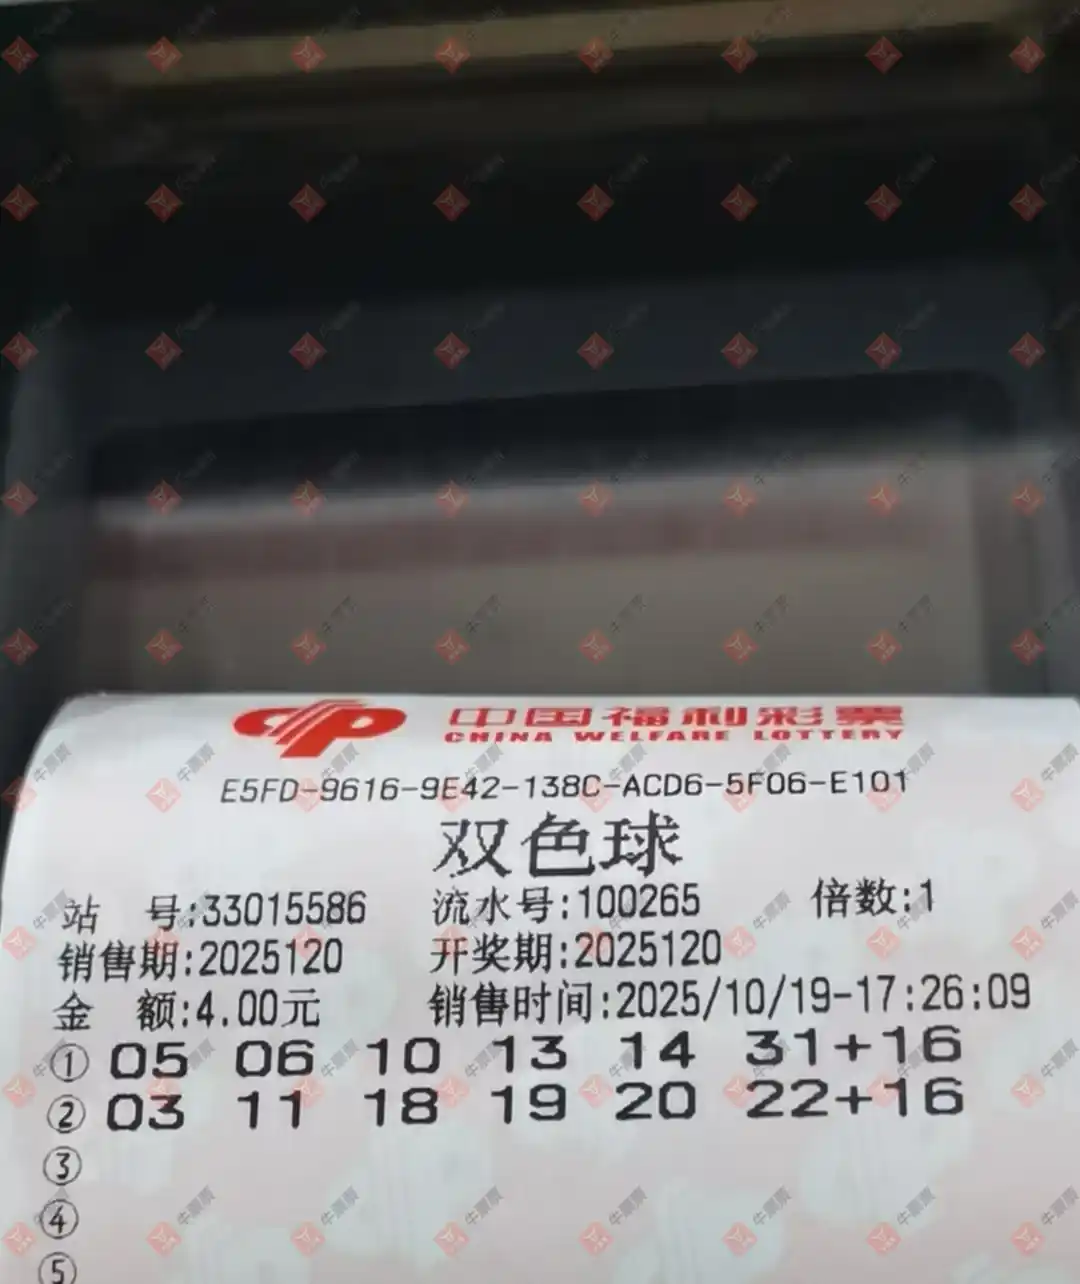 中国福利彩票
CHINA WELFARE LOTTERY
E5FD-9616-9E42-138C-ACD6-5F06-E101
双色球
站 号:33015586 流水号:100265 倍数:1
销售期:2025120 开奖期:2025120
金 额:4.00元 销售时间:2025/10/19-17:26:09
① 05 06 10 13 14 31+16
② 03 11 18 19 20 22+16
③
④
⑤
牛票票